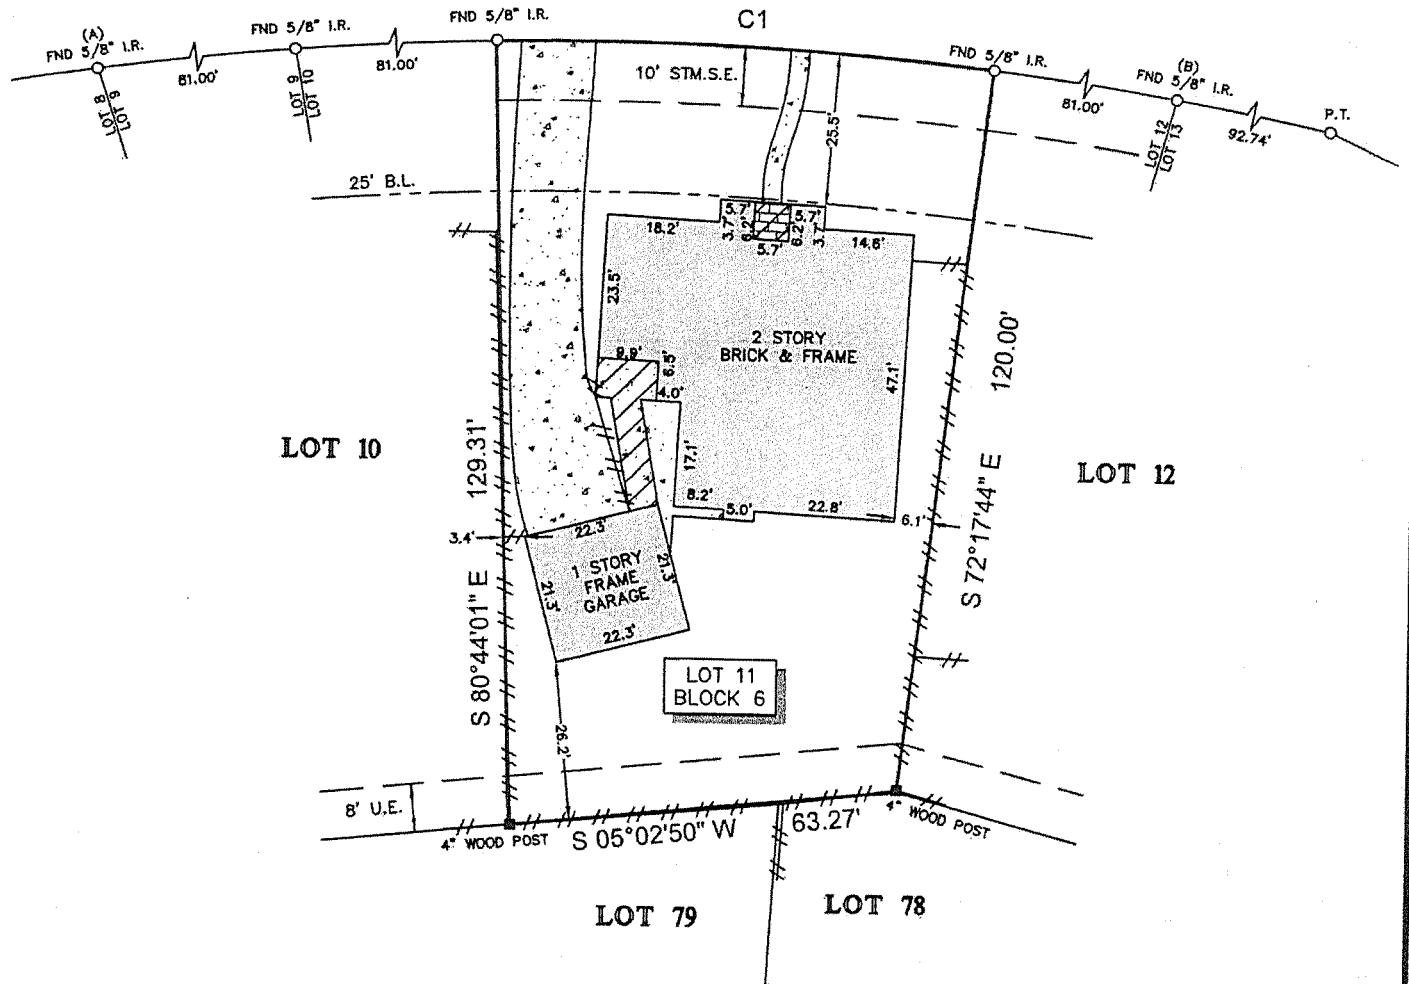 C1
FND 5/8" I.R.
FND 5/8" I.R.
(A)
FND 5/8" I.R.
FND 5/8" I.R.
(B)
FND 5/8" I.R.
P.T.
81.00'
81.00'
81.00'
92.74'
LOT 8
LOT 9
LOT 9
LOT 10
LOT 12
LOT 13
10' STM.S.E.
25.5'
25' B.L.
18.2'
5.7'
3.7'
6.2'
5.7'
6.2'
5.7'
3.7'
14.6'
23.5'
2 STORY
BRICK & FRAME
9.9'
6.5'
4.0'
47.1'
17.1'
8.2'
5.0'
22.8'
6.1'
120.00'
S 72°17'44" E
LOT 10
LOT 12
129.31'
S 80°44'01" E
3.4'
22.3'
21.3'
1 STORY
FRAME
GARAGE
21.3'
22.3'
26.2'
LOT 11
BLOCK 6
8' U.E.
4" WOOD POST
S 05°02'50" W
63.27'
4" WOOD POST
LOT 79
LOT 78